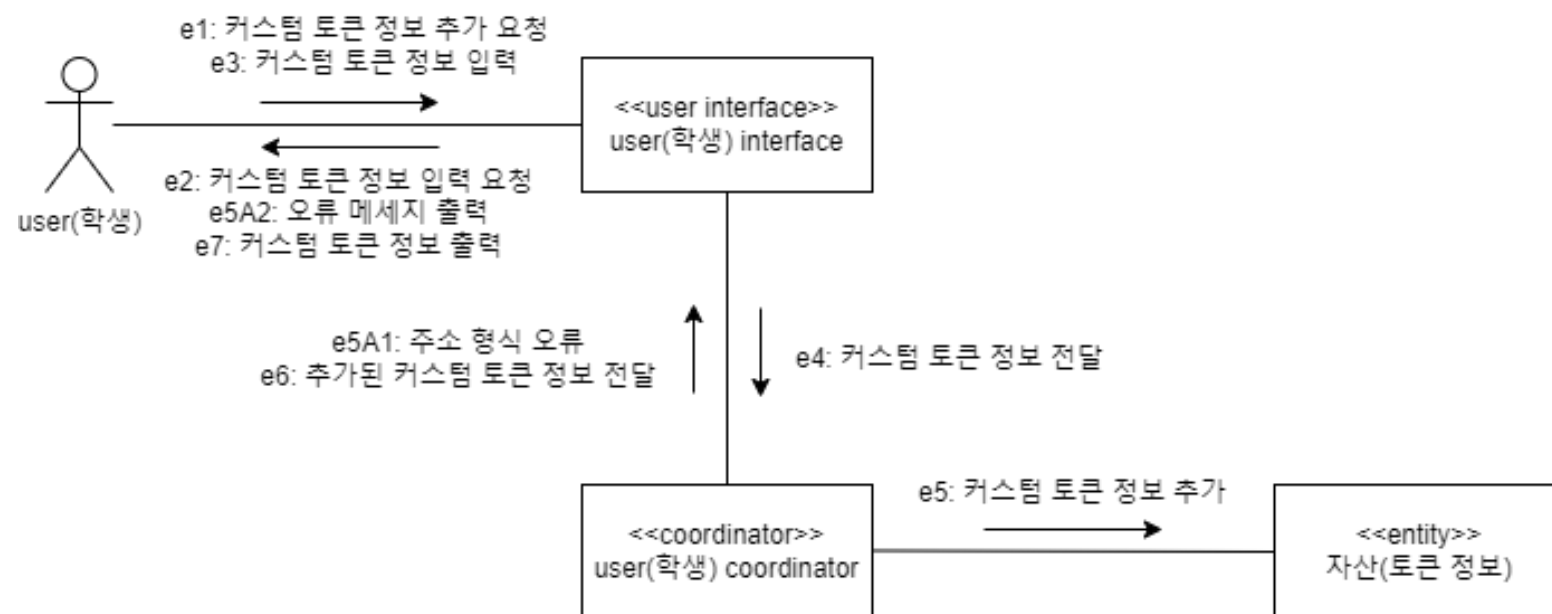 e1: 커스텀 토큰 정보 추가 요청
e3: 커스텀 토큰 정보 입력
<<user interface>>
user(학생) interface
e2: 커스텀 토큰 정보 입력 요청
e5A2: 오류 메세지 출력
e7: 커스텀 토큰 정보 출력
user(학생)
e5A1: 주소 형식 오류
e6: 추가된 커스텀 토큰 정보 전달
e4: 커스텀 토큰 정보 전달
e5: 커스텀 토큰 정보 추가
<<coordinator>>
user(학생) coordinator
<<entity>>
자산(토큰 정보)